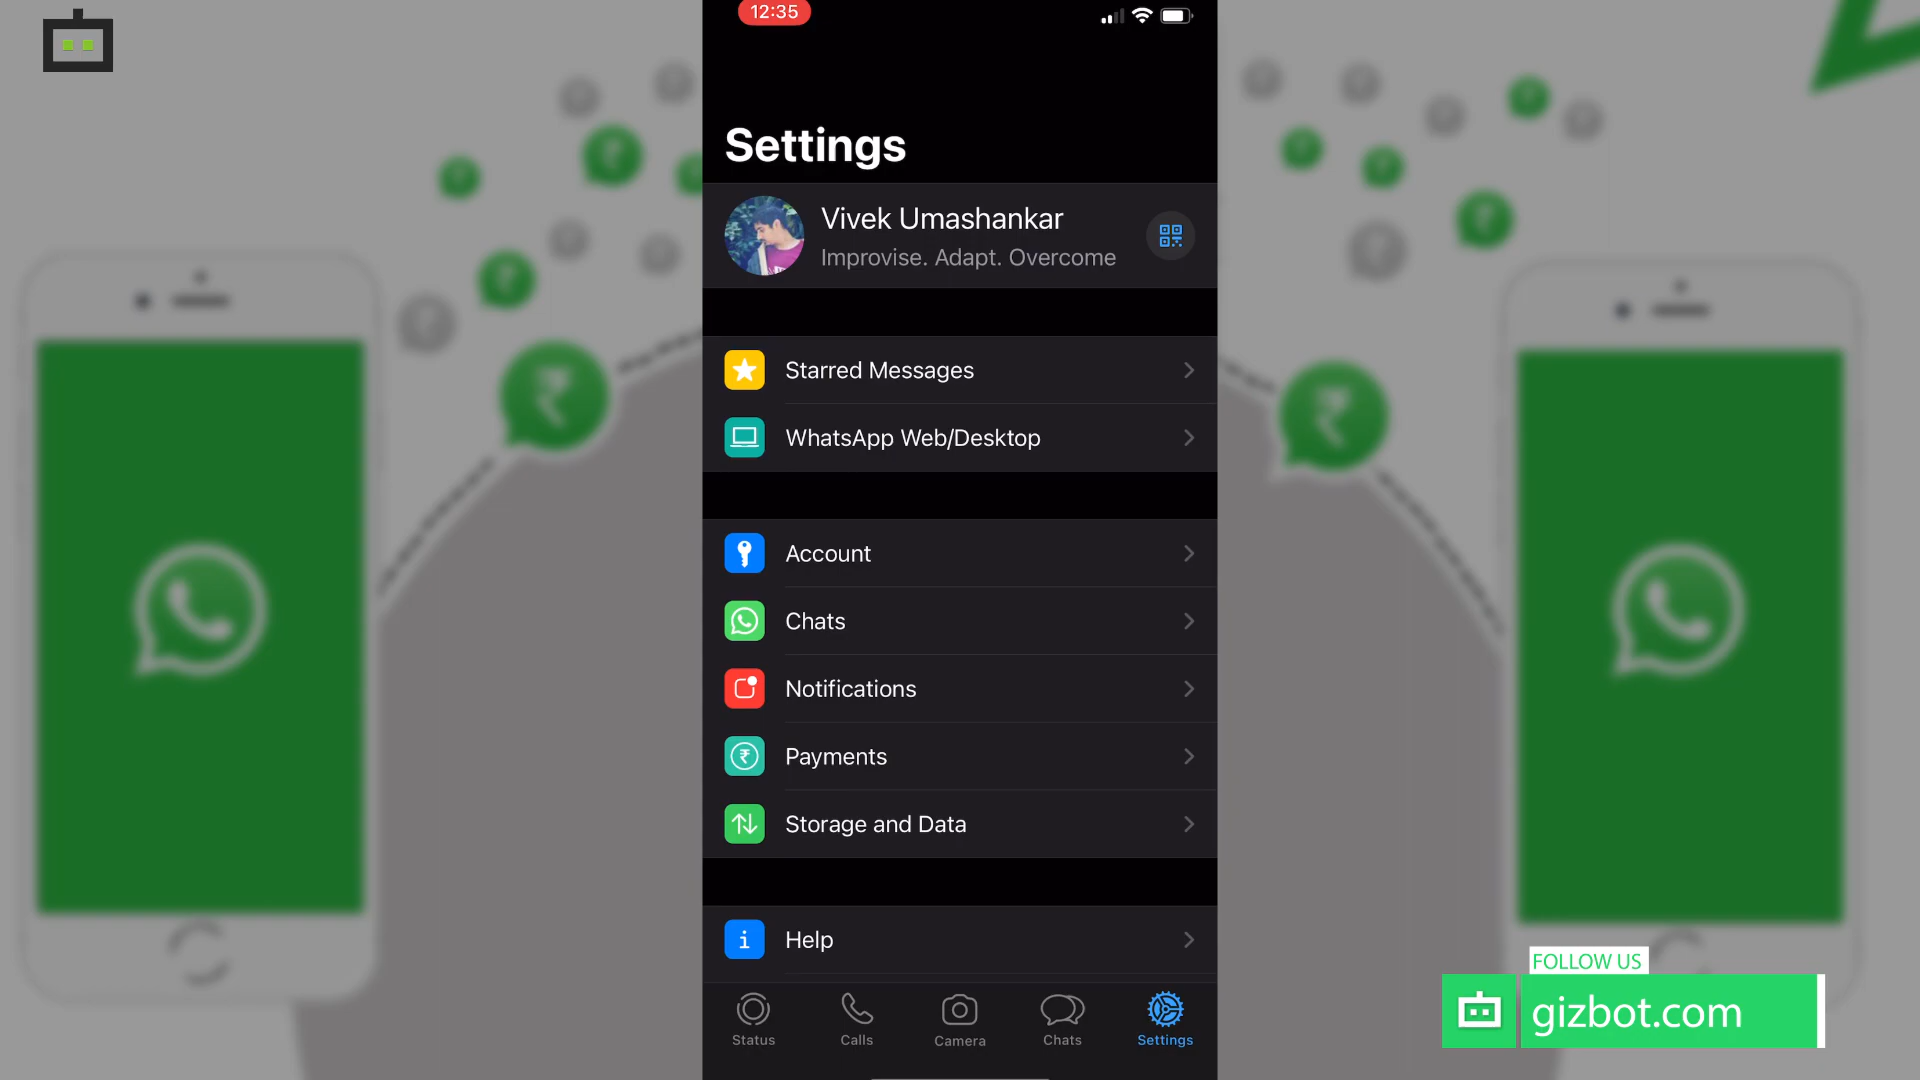 12:35
Settings
Vivek Umashankar
Improvise. Adapt. Overcome
Starred Messages
WhatsApp Web/Desktop
Account
Chats
Notifications
Payments
Storage and Data
Help
Status
Calls
Camera
Chats
Settings
FOLLOW US
gizbot.com